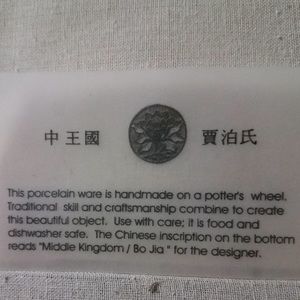 中王國 賈泊氏
This porcelain ware is handmade on a potter's wheel.
Traditional skill and craftsmanship combine to create
this beautiful object. Use with care; it is food and
dishwasher safe. The Chinese inscription on the bottom
reads "Middle Kingdom / Bo Jia " for the designer.